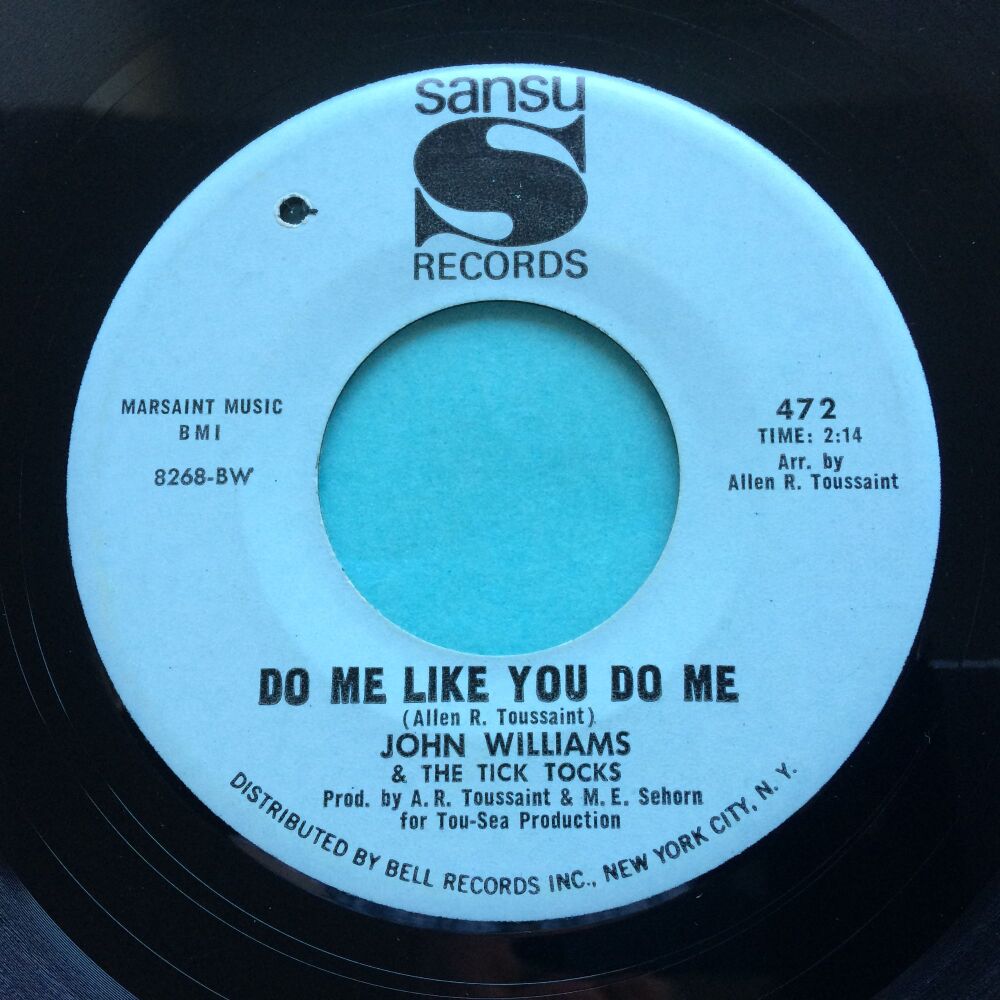 sansu
S
RECORDS
MARSAINT MUSIC
BMI
8268-BW
472
TIME: 2:14
Arr. by
Allen R. Toussaint
DO ME LIKE YOU DO ME
(Allen R. Toussaint)
JOHN WILLIAMS
& THE TICK TOCKS
Prod. by A.R. Toussaint & M.E. Sehorn
for Tou-Sea Production
DISTRIBUTED BY BELL RECORDS INC., NEW YORK CITY, N.Y.